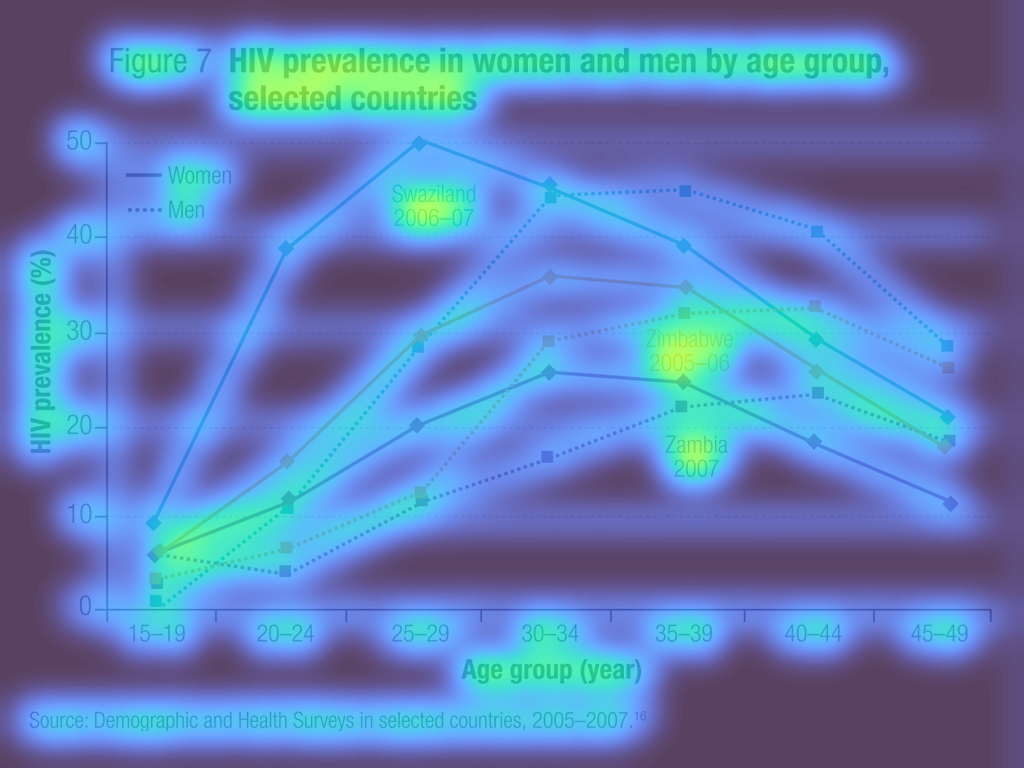 Figure 7 HIV prevalence in women and men by age group,
selected countries
50
Women
Swaziland
2006–07
Men
40
HIV prevalence (%)
30
Zimbabwe
2005–06
20
Zambia
2007
10
0
15–19 20–24 25–29 30–34 35–39 40–44 45–49
Age group (year)
Source: Demographic and Health Surveys in selected countries, 2005–2007.16